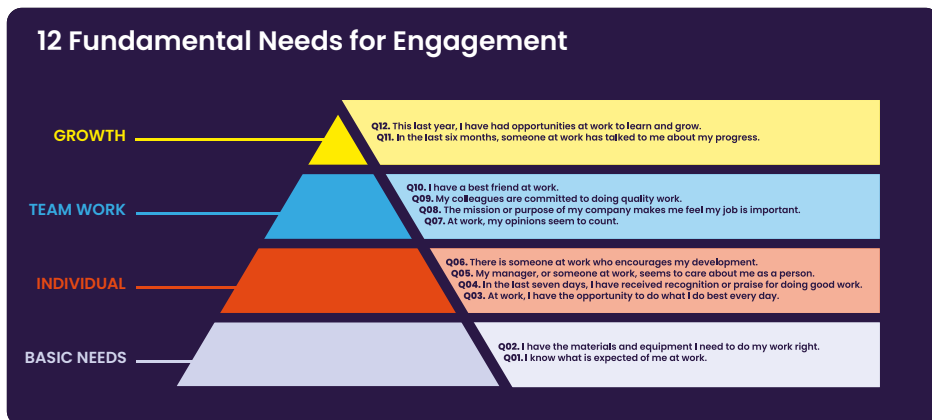 12 Fundamental Needs for Engagement
GROWTH
Q12. This last year, I have had opportunities at work to learn and grow.
Q11. In the last six months, someone at work has talked to me about my progress.
TEAM WORK
Q10. I have a best friend at work.
Q09. My colleagues are committed to doing quality work.
Q08. The mission or purpose of my company makes me feel my job is important.
Q07. At work, my opinions seem to count.
INDIVIDUAL
Q06. There is someone at work who encourages my development.
Q05. My manager, or someone at work, seems to care about me as a person.
Q04. In the last seven days, I have received recognition or praise for doing good work.
Q03. At work, I have the opportunity to do what I do best every day.
BASIC NEEDS
Q02. I have the materials and equipment I need to do my work right.
Q01. I know what is expected of me at work.